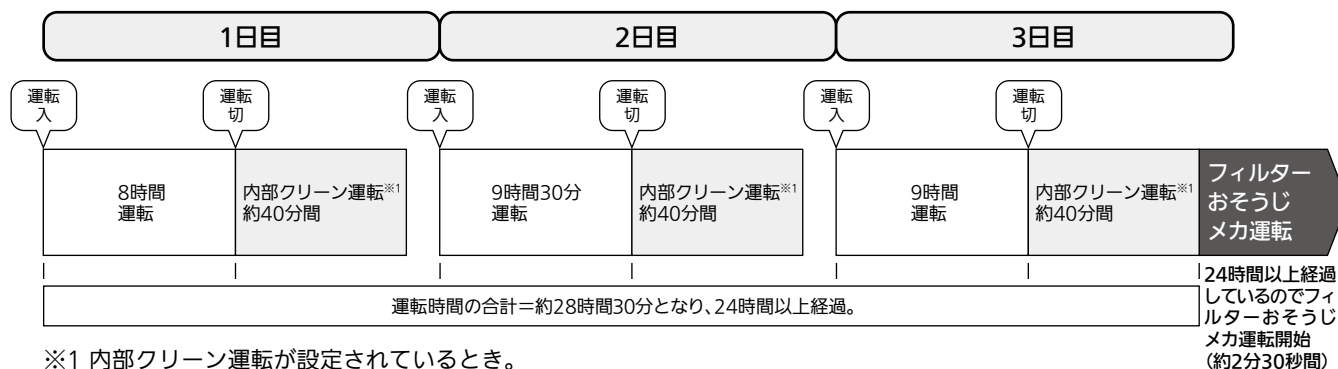 1日目
2日目
3日目
運転
入
運転
切
運転
入
運転
切
運転
入
運転
切
8時間
運転
内部クリーン運転※1
約40分間
9時間30分
運転
内部クリーン運転※1
約40分間
9時間
運転
内部クリーン運転※1
約40分間
フィルター
おそうじ
メカ運転
運転時間の合計＝約28時間30分となり、24時間以上経過。
24時間以上経過
しているのでフィ
ルターおそうじ
メカ運転開始
（約2分30秒間）
※1 内部クリーン運転が設定されているとき。